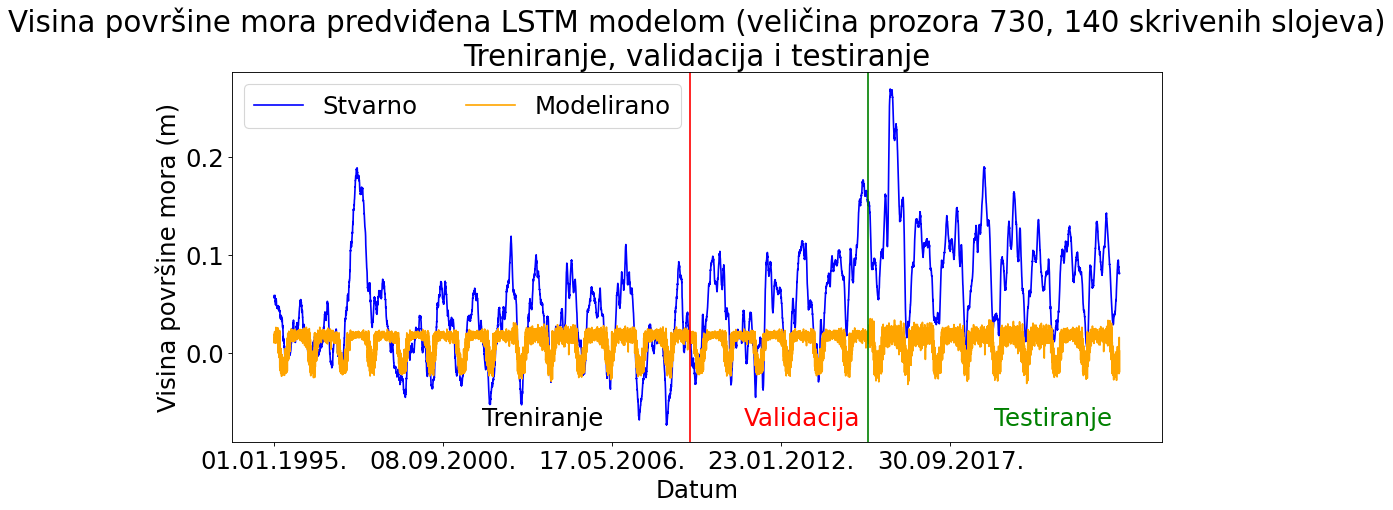 Visina površine mora predviđena LSTM modelom (veličina prozora 730, 140 skrivenih slojeva)
Treniranje, validacija i testiranje
Stvarno
Modelirano
Visina površine mora (m)
0.2
0.1
0.0
Treniranje
Validacija
Testiranje
01.01.1995.
08.09.2000.
17.05.2006.
23.01.2012.
30.09.2017.
Datum